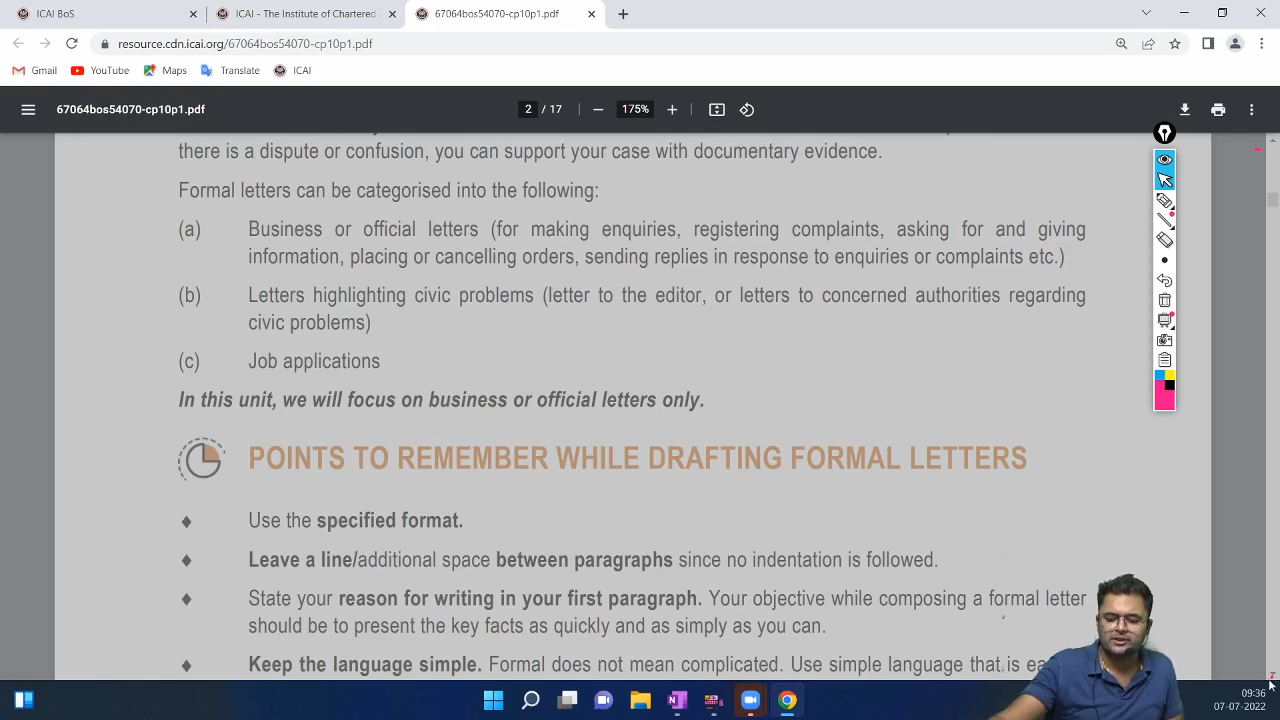 ICAI BoS
ICAI - The Institute of Chartered
67064bos54070-cp10p1.pdf
resource.cdn.icai.org/67064bos54070-cp10p1.pdf
Gmail YouTube Maps Translate ICAI
67064bos54070-cp10p1.pdf 2 / 17 175%
there is a dispute or confusion, you can support your case with documentary evidence.
Formal letters can be categorised into the following:
(a) Business or official letters (for making enquiries, registering complaints, asking for and giving
information, placing or cancelling orders, sending replies in response to enquiries or complaints etc.)
(b) Letters highlighting civic problems (letter to the editor, or letters to concerned authorities regarding
civic problems)
(c) Job applications
In this unit, we will focus on business or official letters only.
POINTS TO REMEMBER WHILE DRAFTING FORMAL LETTERS
♦ Use the specified format.
♦ Leave a line/additional space between paragraphs since no indentation is followed.
♦ State your reason for writing in your first paragraph. Your objective while composing a formal letter
should be to present the key facts as quickly and as simply as you can.
♦ Keep the language simple. Formal does not mean complicated. Use simple language that is
09:36
07-07-2022